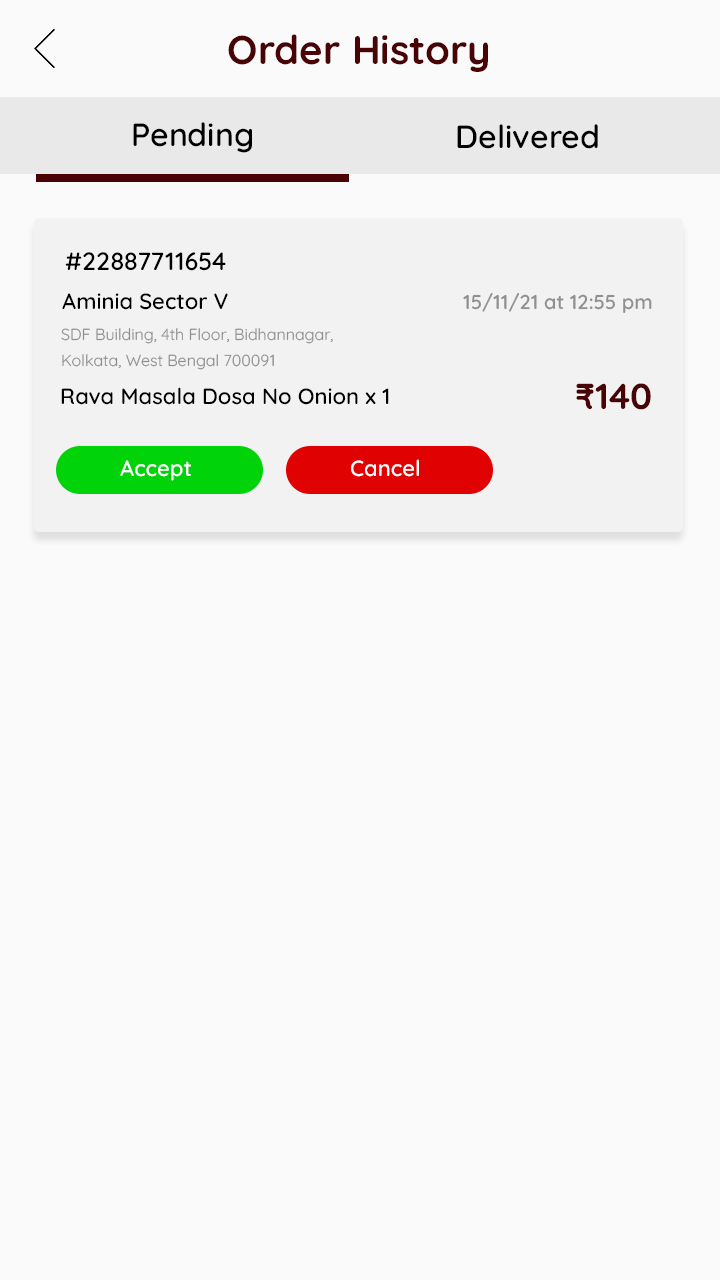 Order History
Pending
Delivered
#22887711654
Aminia Sector V
15/11/21 at 12:55 pm
SDF Building, 4th Floor, Bidhannagar,
Kolkata, West Bengal 700091
Rava Masala Dosa No Onion x 1
₹140
Accept
Cancel